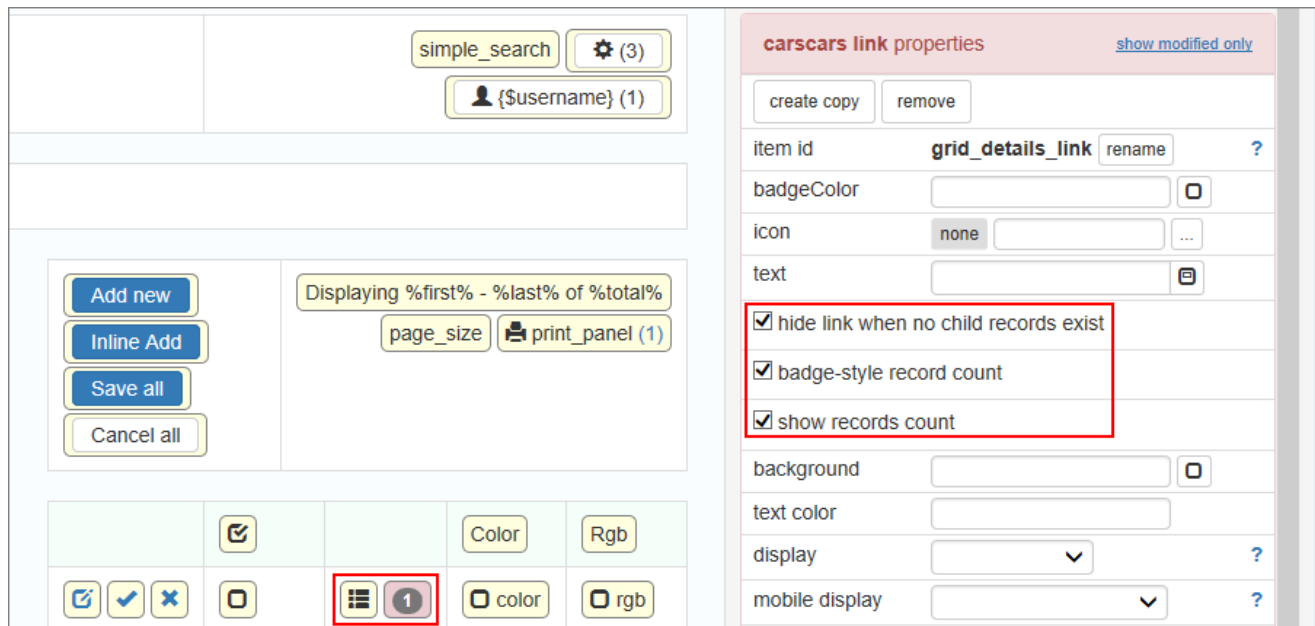 simple_search
(3)
{$username} (1)
Add new
Inline Add
Save all
Cancel all
Displaying %first% - %last% of %total%
page_size
print_panel (1)
Color
Rgb
1
color
rgb
carscars link properties
show modified only
create copy
remove
item id
grid_details_link
rename
?
badgeColor
icon
none
...
text
hide link when no child records exist
badge-style record count
show records count
background
text color
display
?
mobile display
?